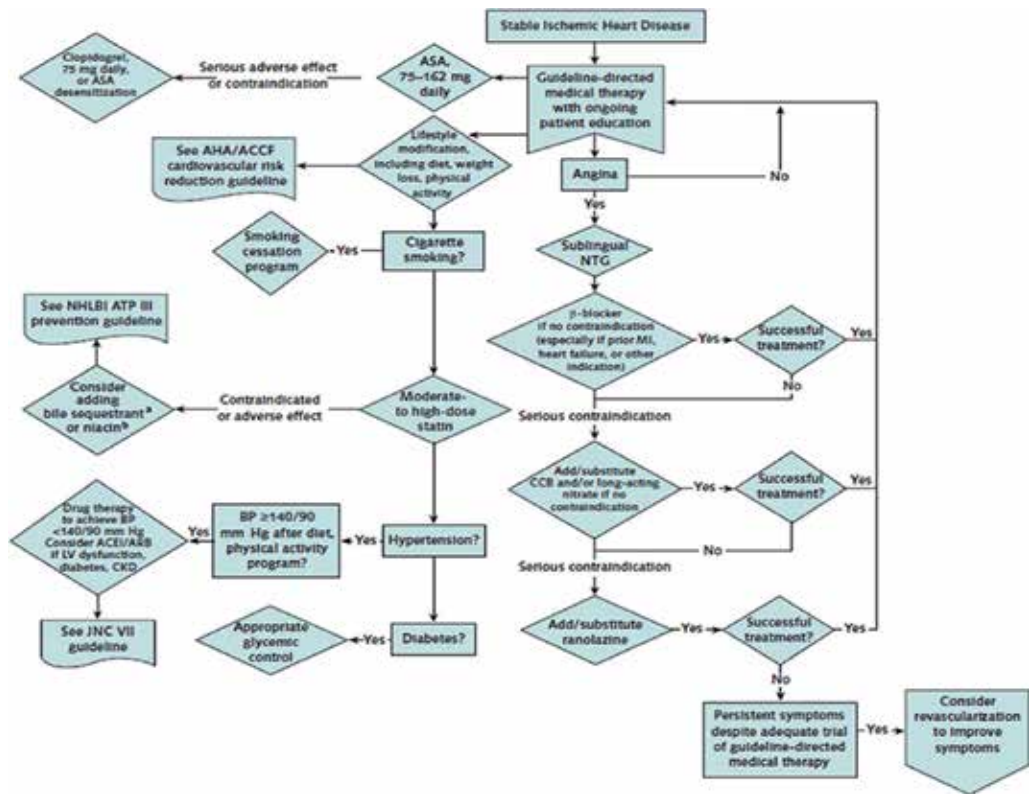 Stable Ischemic Heart Disease
Clopidogrel,
75 mg daily,
or ASA
desensitization
Serious adverse effect
or contraindication
ASA,
75–162 mg
daily
Guideline-directed
medical therapy
with ongoing
patient education
See AHA/ACCF
cardiovascular risk
reduction guideline
Lifestyle
modification,
including diet, weight
loss, physical
activity
Angina
No
Yes
Smoking
cessation
program
Yes
Cigarette
smoking?
Sublingual
NTG
See NHLBI ATP III
prevention guideline
β-blocker
if no contraindication
(especially if prior MI,
heart failure, or other
indication)
Yes
Successful
treatment?
Yes
No
Consider
adding
bile sequestrantᵃ
or niacinᵇ
Contraindicated
or adverse effect
Moderate-
to high-dose
statin
Serious contraindication
Add/substitute
CCB and/or long-acting
nitrate if no
contraindication
Yes
Successful
treatment?
Yes
No
Drug therapy
to achieve BP
<140/90 mm Hg
Consider ACEI/ARB
if LV dysfunction,
diabetes, CKD
Yes
BP ≥140/90
mm Hg after diet,
physical activity
program?
Yes
Hypertension?
Serious contraindication
See JNC VII
guideline
Appropriate
glycemic
control
Yes
Diabetes?
Add/substitute
ranolazine
Yes
Successful
treatment?
Yes
No
Persistent symptoms
despite adequate trial
of guideline-directed
medical therapy
Yes
Consider
revascularization
to improve
symptoms